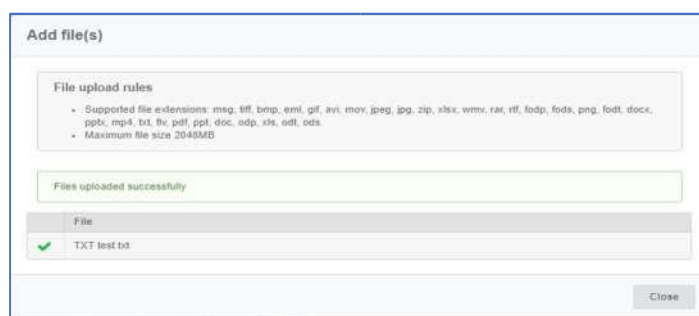 Add file(s)
File upload rules
• Supported file extensions: msg, tiff, bmp, eml, gif, avi, mov, jpeg, jpg, zip, xlsx, wmv, rar, rtf, fodp, fods, png, fodt, docx,
pptx, mp4, txt, flv, pdf, ppt, doc, odp, xls, odt, ods.
• Maximum file size 2048MB
Files uploaded successfully
File
TXT test.txt
Close